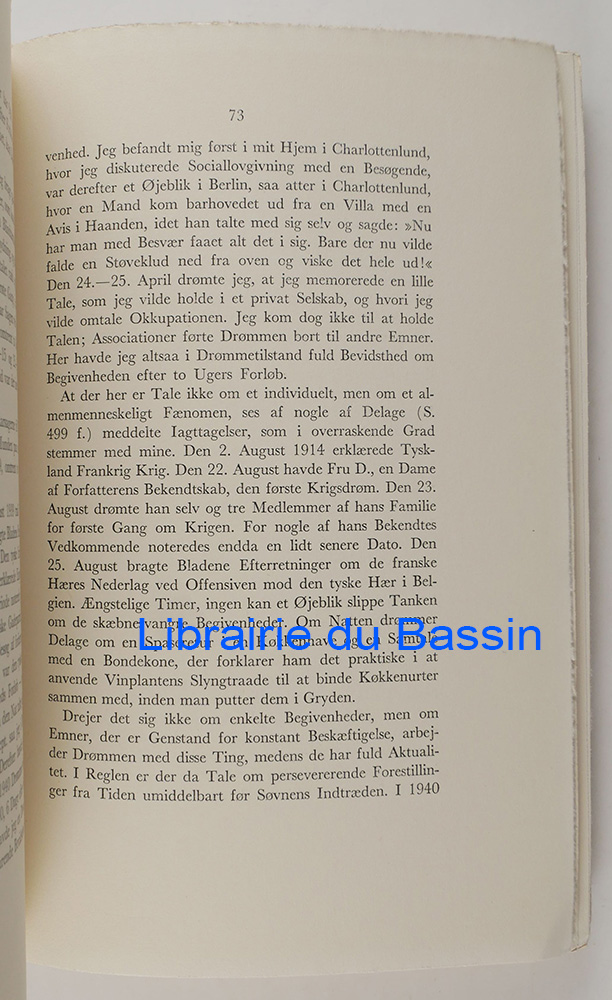 73
venhed. Jeg befandt mig først i mit Hjem i Charlottenlund,
hvor jeg diskuterede Sociallovgivning med en Besøgende,
var derefter et Øjeblik i Berlin, saa atter i Charlottenlund,
hvor en Mand kom barhovedet ud fra en Villa med en
Avis i Haanden, idet han talte med sig selv og sagde: »Nu
har man med Besvær faaet alt det i sig. Bare der nu vilde
falde en Støveklud ned fra oven og viske det hele ud!«
Den 24.—25. April drømte jeg, at jeg memorerede en lille
Tale, som jeg vilde holde i et privat Selskab, og hvori jeg
vilde omtale Okkupationen. Jeg kom dog ikke til at holde
Talen; Associationer førte Drømmen bort til andre Emner.
Her havde jeg altsaa i Drømmetilstand fuld Bevidsthed om
Begivenheden efter to Ugers Forløb.
At der her er Tale ikke om et individuelt, men om et al-
menmenneskeligt Fænomen, ses af nogle af Delage (S.
499 f.) meddelte Iagttagelser, som i overraskende Grad
stemmer med mine. Den 2. August 1914 erklærede Tysk-
land Frankrig Krig. Den 22. August havde Fru D., en Dame
af Forfatterens Bekendtskab, den første Krigsdrøm. Den 23.
August drømte han selv og tre Medlemmer af hans Familie
for første Gang om Krigen. For nogle af hans Bekendtes
Vedkommende noteredes endda en lidt senere Dato. Den
25. August bragte Bladene Efterretninger om de franske
Hæres Nederlag ved Offensiven mod den tyske Hær i Bel-
gien. Ængstelige Timer, ingen kan et Øjeblik slippe Tanken
om de skæbnesvangre Begivenheder. Om Natten drømmer
Delage om en Spaseretur i en Køkkenhave og en Samtale
med en Bondekone, der forklarer ham det praktiske i at
anvende Vinplantens Slyngtraade til at binde Køkkenurter
sammen med, inden man putter dem i Gryden.
Drejer det sig ikke om enkelte Begivenheder, men om
Emner, der er Genstand for konstant Beskæftigelse, arbej-
der Drømmen med disse Ting, medens de har fuld Aktuali-
tet. I Reglen er der da Tale om persevererende Forestillin-
ger fra Tiden umiddelbart før Søvnens Indtræden. I 1940
Librairie du Bassin